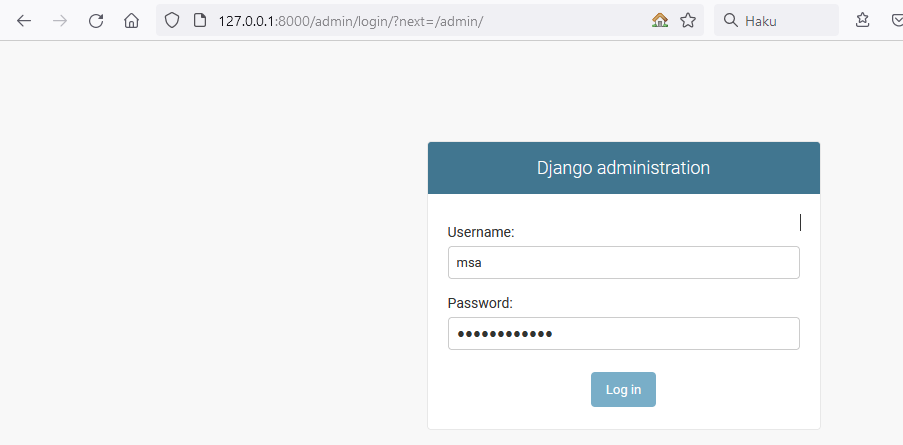 127.0.0.1:8000/admin/login/?next=/admin/
Haku
Django administration
Username:
msa
Password:
••••••••••••
Log in